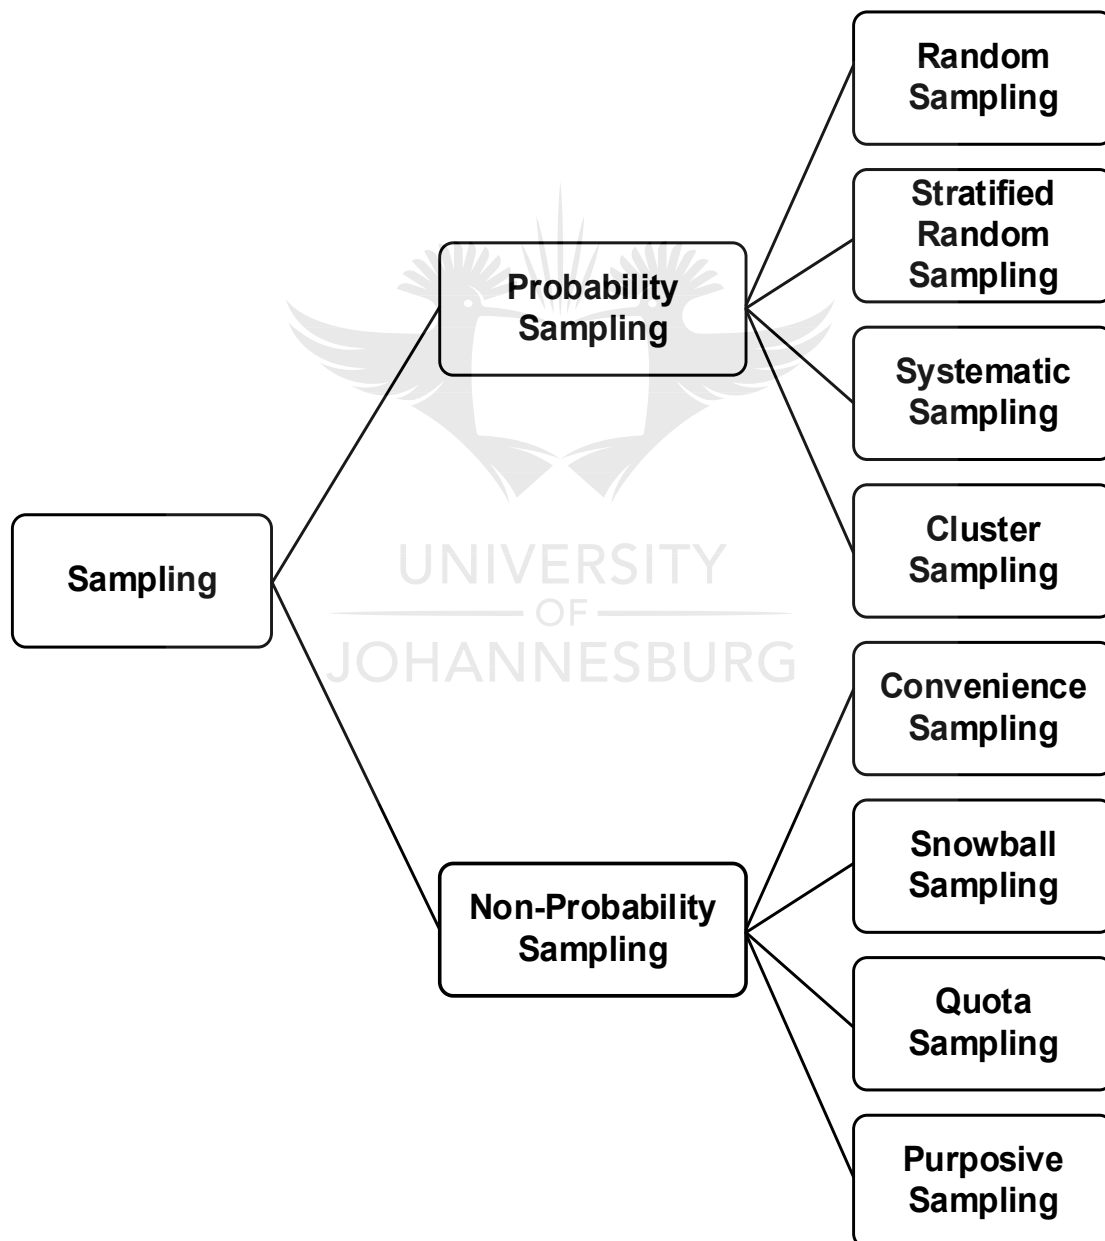 Random
Sampling
Stratified
Random
Sampling
Probability
Sampling
Systematic
Sampling
Cluster
Sampling
Sampling
UNIVERSITY
OF
JOHANNESBURG
Convenience
Sampling
Snowball
Sampling
Non-Probability
Sampling
Quota
Sampling
Purposive
Sampling